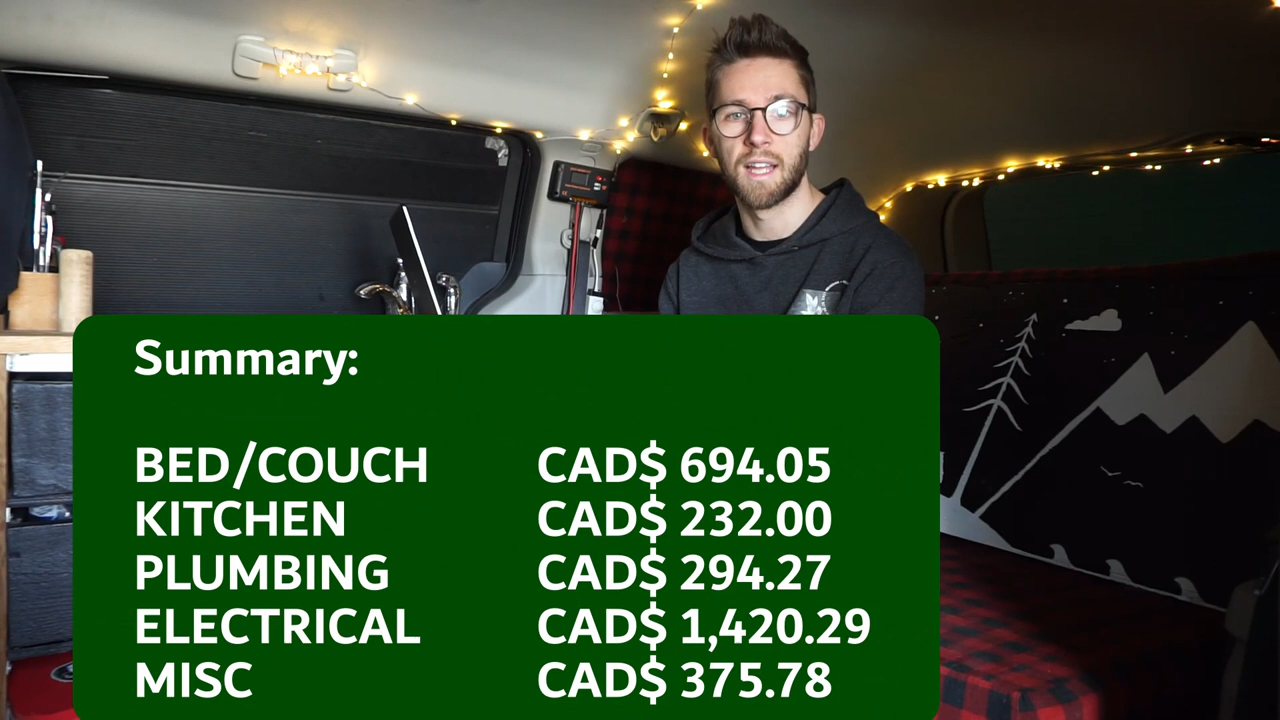 Summary:
BED/COUCH CAD$ 694.05
KITCHEN CAD$ 232.00
PLUMBING CAD$ 294.27
ELECTRICAL CAD$ 1,420.29
MISC CAD$ 375.78